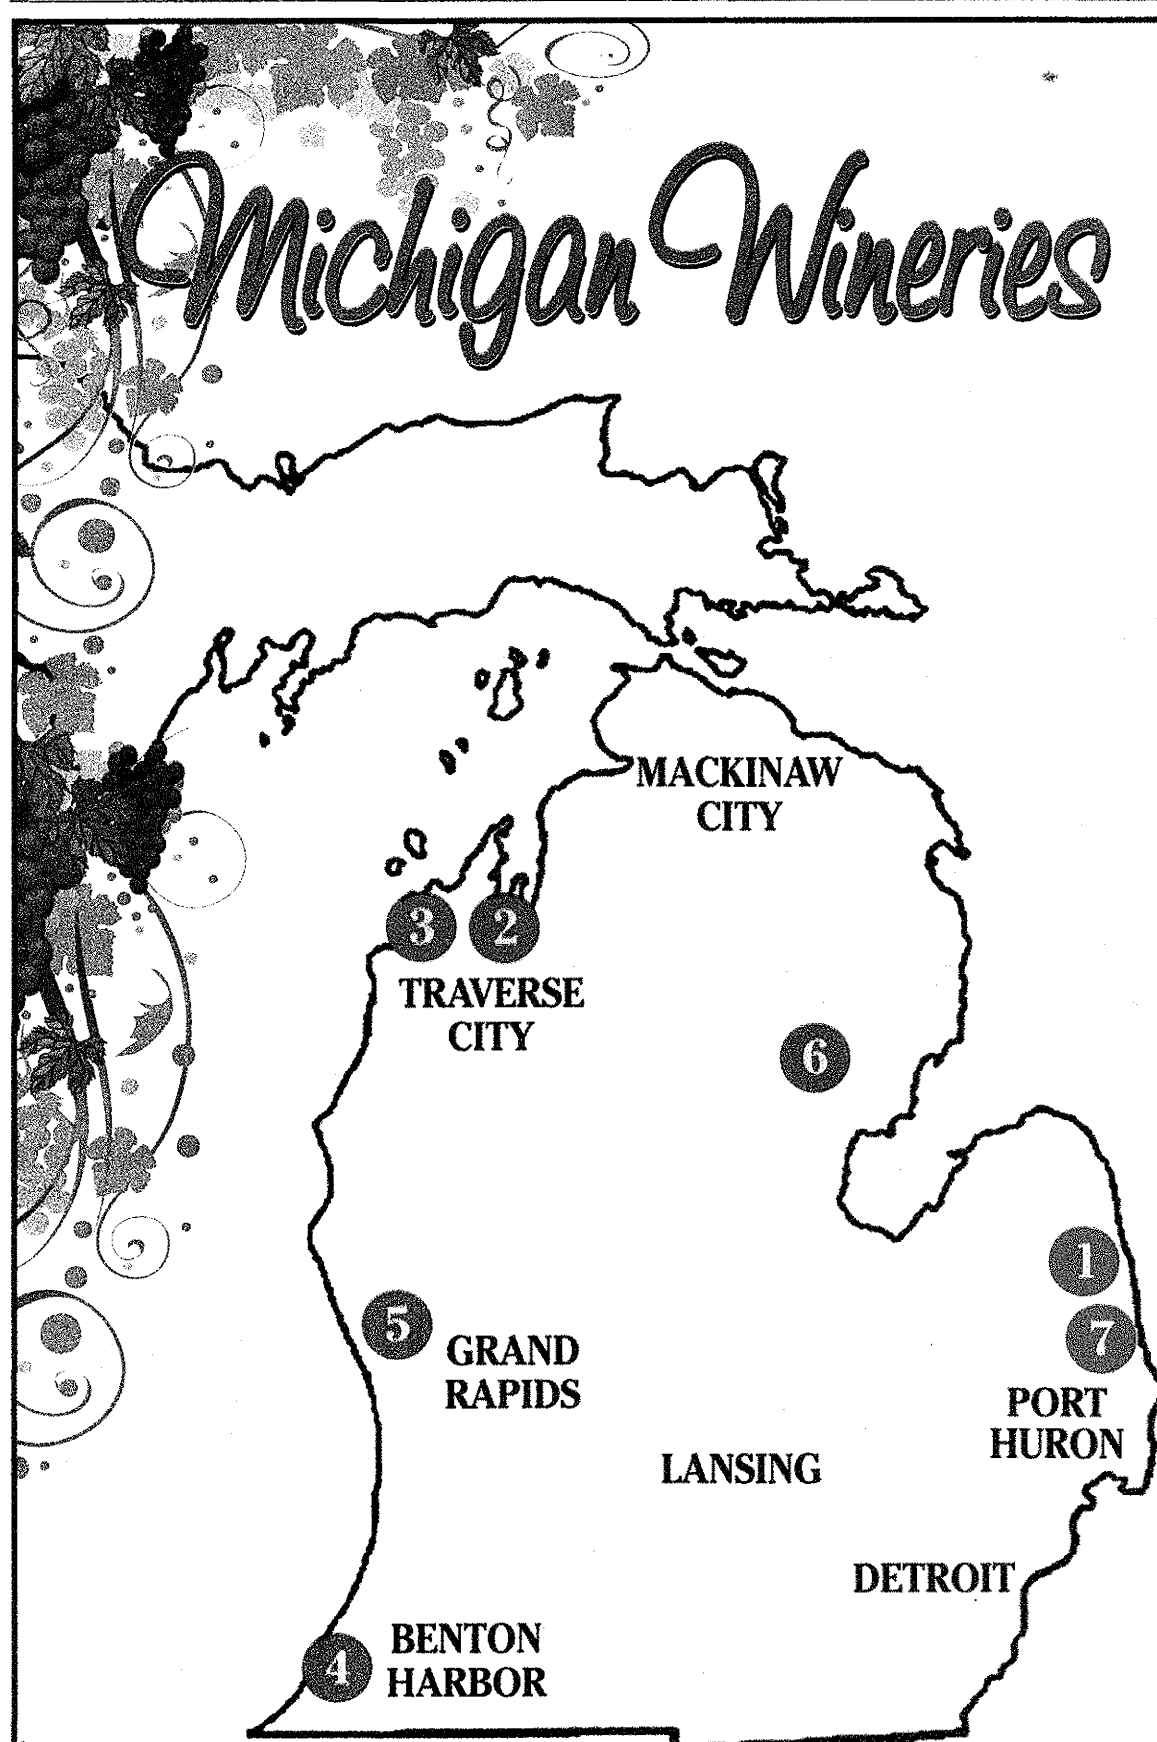 Michigan Wineries
MACKINAW
CITY
3
2
TRAVERSE
CITY
6
1
5
7
GRAND
RAPIDS
PORT
HURON
LANSING
DETROIT
BENTON
HARBOR
4